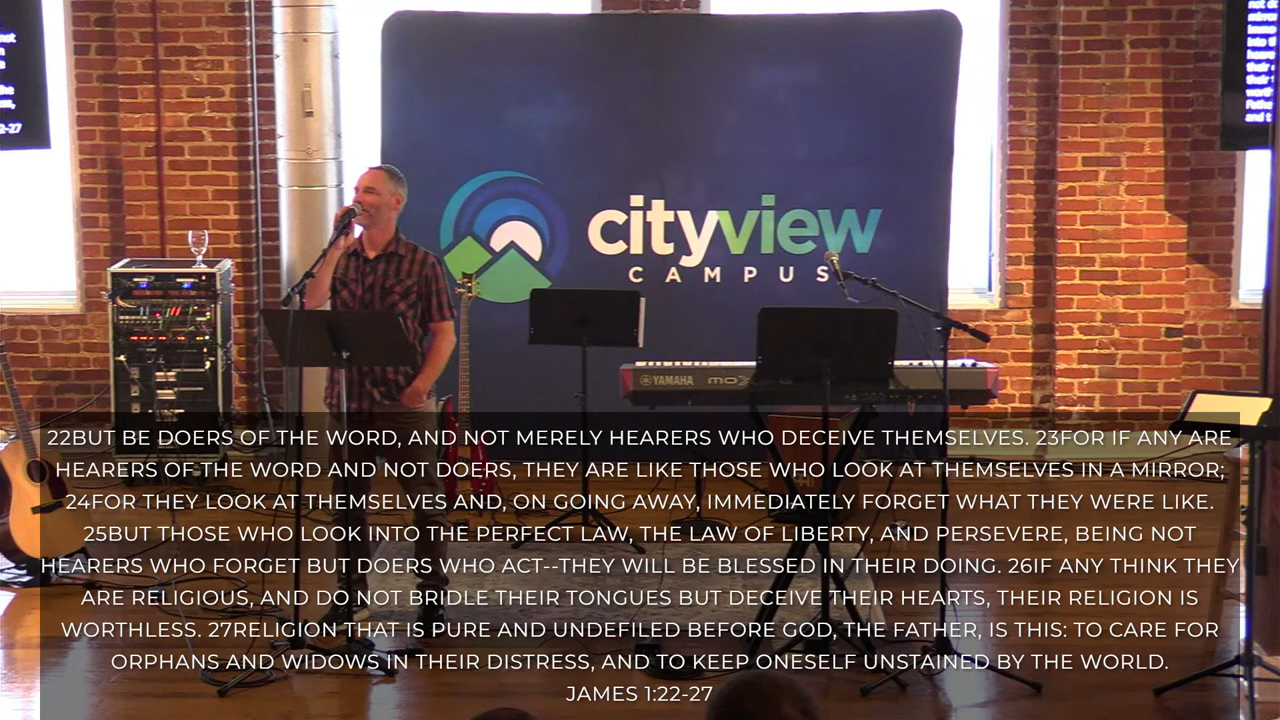 cityview
CAMPUS
YAMAHA
MOX
22BUT BE DOERS OF THE WORD, AND NOT MERELY HEARERS WHO DECEIVE THEMSELVES. 23FOR IF ANY ARE
HEARERS OF THE WORD AND NOT DOERS, THEY ARE LIKE THOSE WHO LOOK AT THEMSELVES IN A MIRROR;
24FOR THEY LOOK AT THEMSELVES AND, ON GOING AWAY, IMMEDIATELY FORGET WHAT THEY WERE LIKE.
25BUT THOSE WHO LOOK INTO THE PERFECT LAW, THE LAW OF LIBERTY, AND PERSEVERE, BEING NOT
HEARERS WHO FORGET BUT DOERS WHO ACT--THEY WILL BE BLESSED IN THEIR DOING. 26IF ANY THINK THEY
ARE RELIGIOUS, AND DO NOT BRIDLE THEIR TONGUES BUT DECEIVE THEIR HEARTS, THEIR RELIGION IS
WORTHLESS. 27RELIGION THAT IS PURE AND UNDEFILED BEFORE GOD, THE FATHER, IS THIS: TO CARE FOR
ORPHANS AND WIDOWS IN THEIR DISTRESS, AND TO KEEP ONESELF UNSTAINED BY THE WORLD.
JAMES 1:22-27